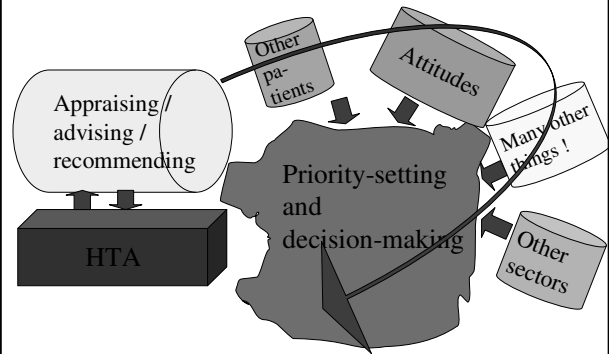 Other
pa-
tients
Attitudes
Appraising /
advising /
recommending
Many other
things !
Priority-setting
and
decision-making
HTA
Other
sectors